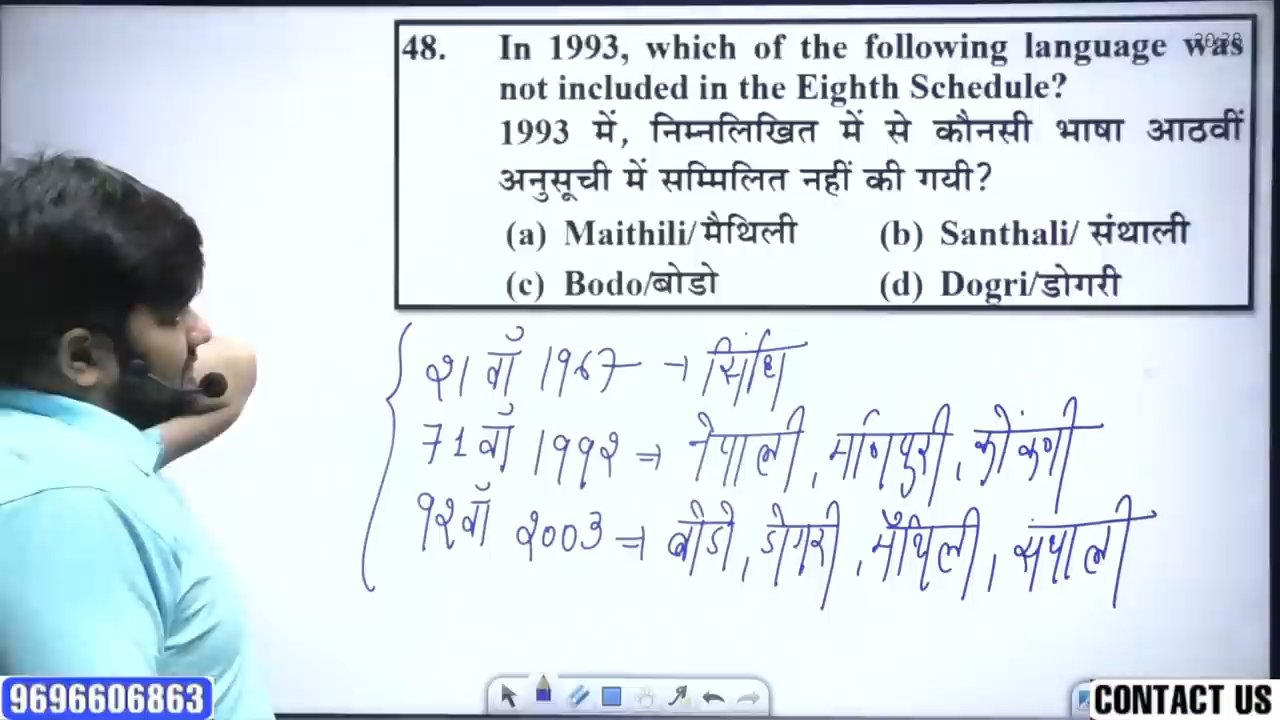 48. In 1993, which of the following language was
not included in the Eighth Schedule?
1993 में, निम्नलिखित में से कौनसी भाषा आठवीं
अनुसूची में सम्मिलित नहीं की गयी?
(a) Maithili/मैथिली (b) Santhali/ संथाली
(c) Bodo/बोडो (d) Dogri/डोगरी
21 वाँ 1967 → सिंधि
71वाँ 1992 ⇒ नेपाली, मणिपुरी, कोंकणी
92वाँ 2003 ⇒ बोडो, डोगरी, मैंथिली, संथाली
9696606863
CONTACT US